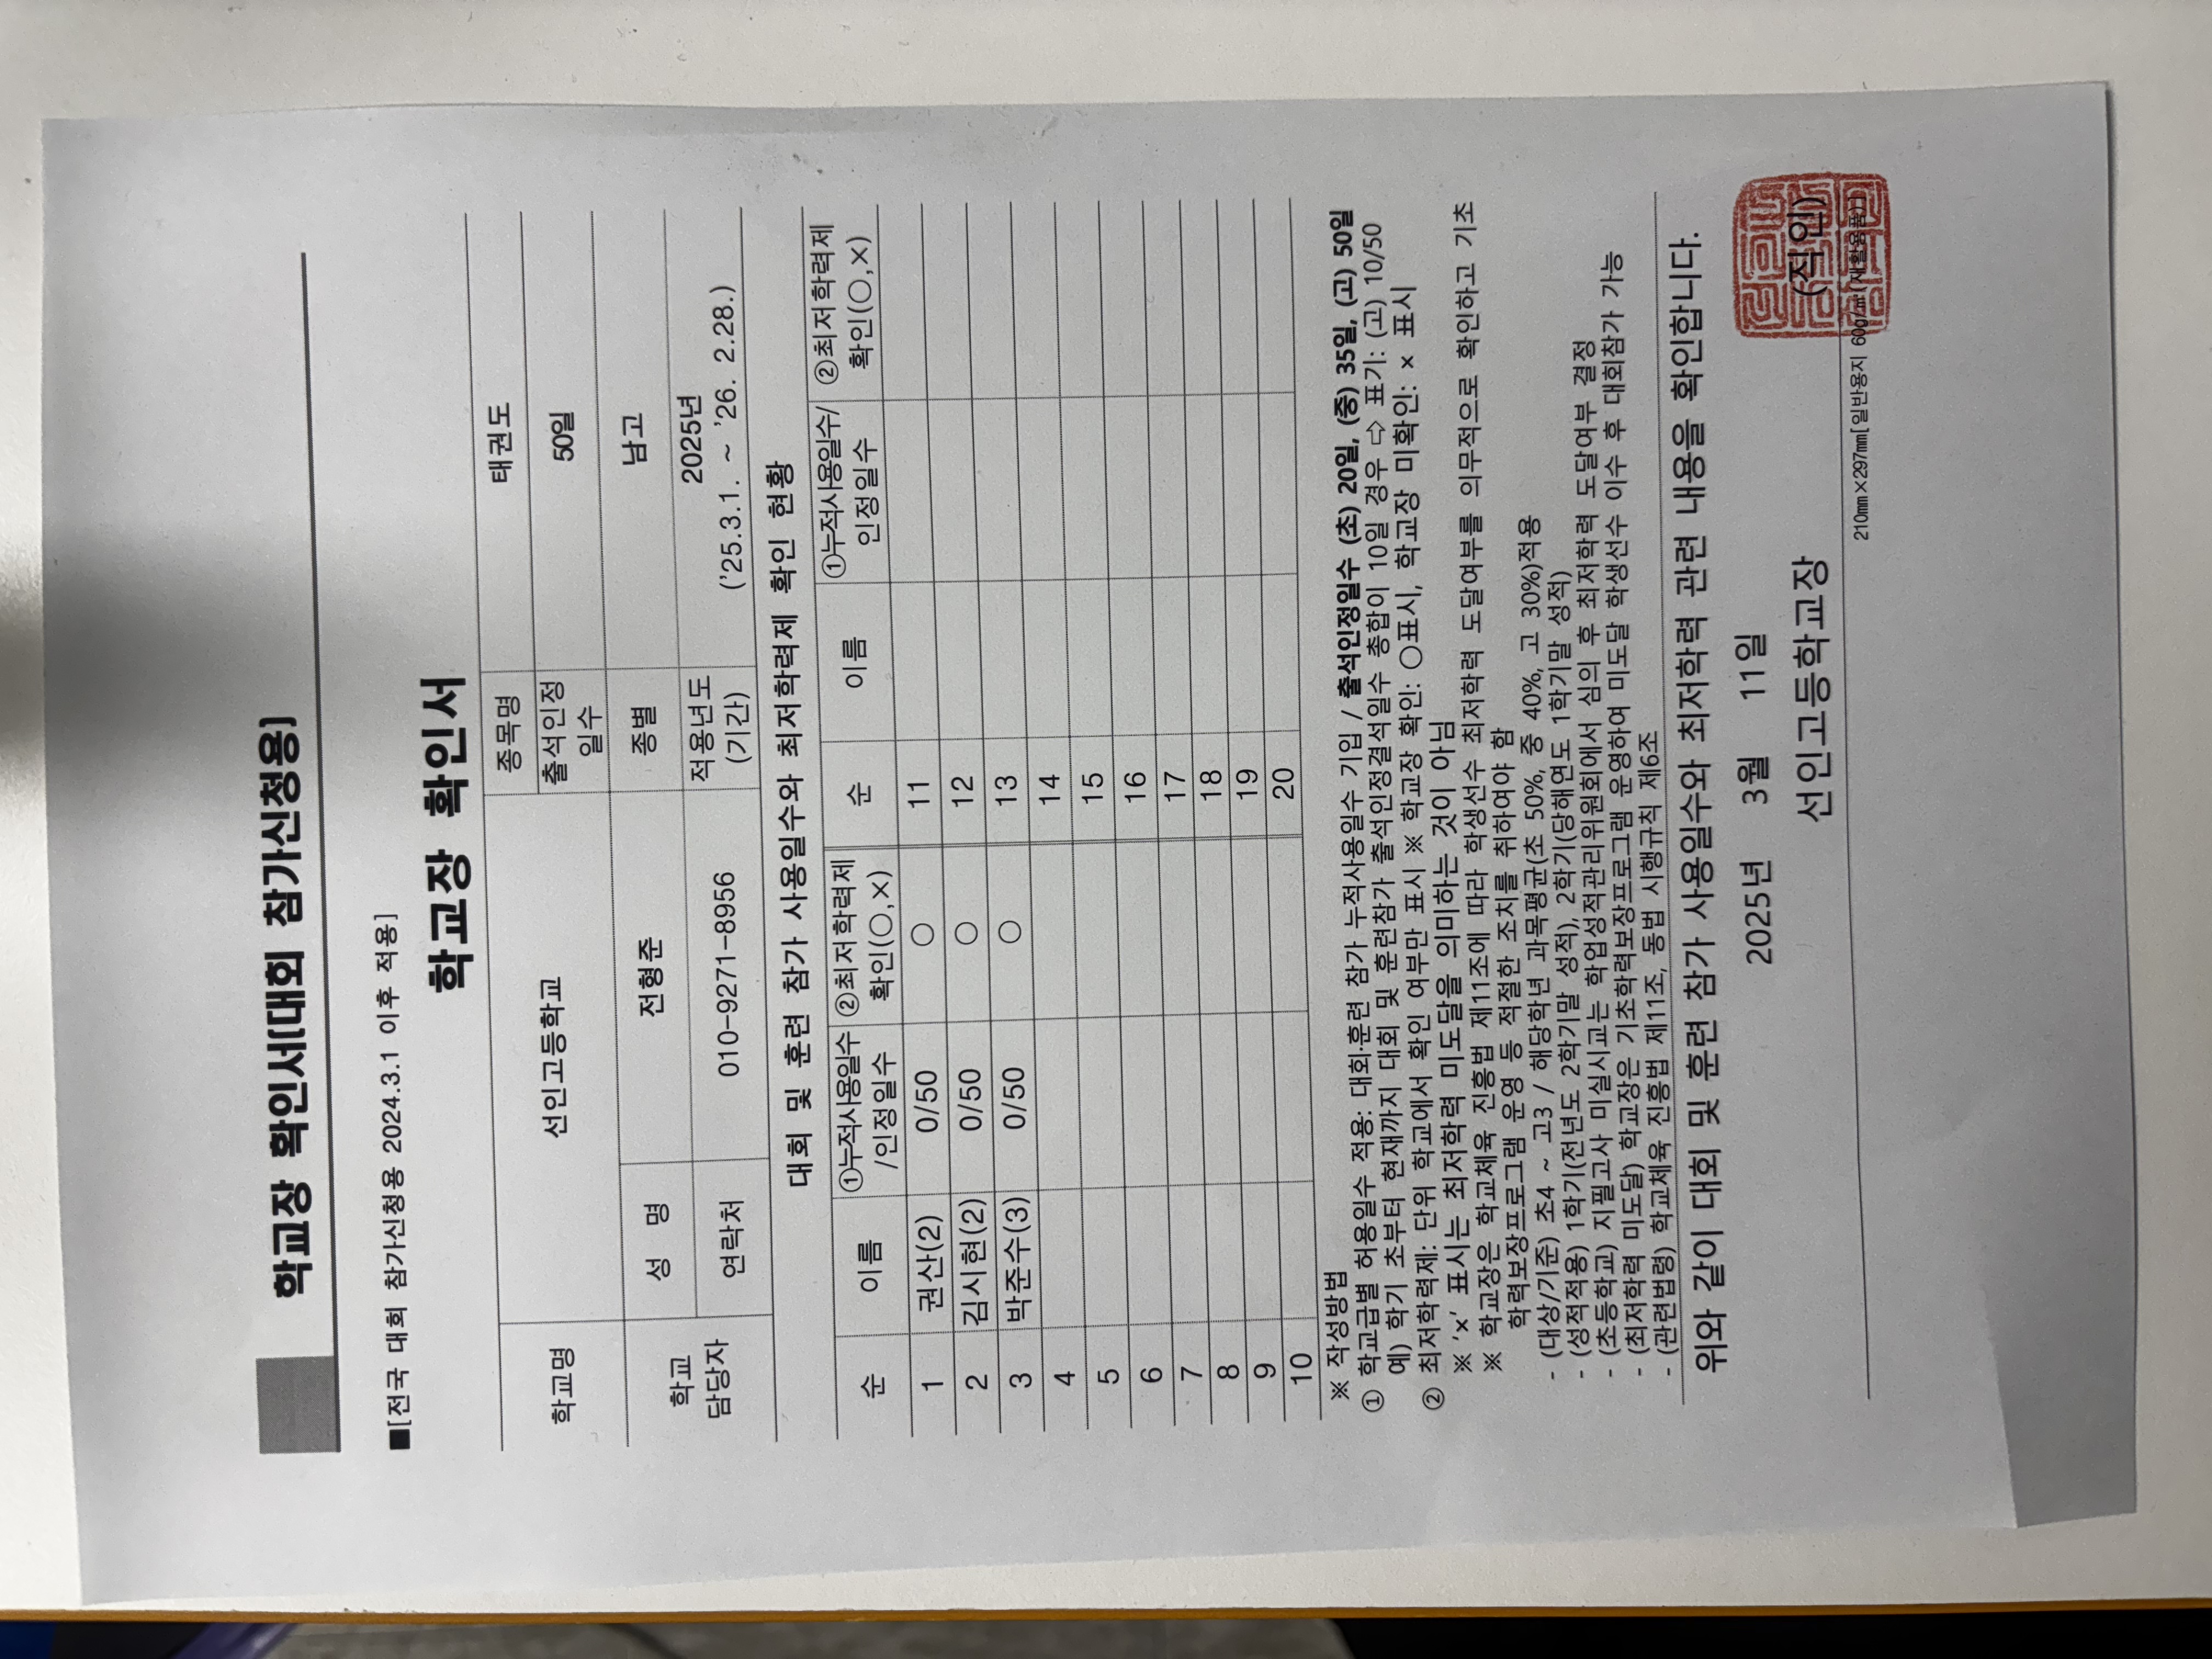 학교장 확인서[대회 참가신청용]
■[전국 대회 참가신청용 2024.3.1 이후 적용]
학교장 확인서
학교명 선인고등학교 종목명 태권도
출석인정일수 50일
학교 담당자 성 명 전형준 종별 남고
연락처 010-9271-8956 적용년도(기간) 2025년 ('25.3.1. ~ '26. 2.28.)
대회 및 훈련 참가 사용일수와 최저학력제 확인 현황
순 이름 ①누적사용일수/인정일수 ②최저학력제 확인(○,×) 순 이름 ①누적사용일수/인정일수 ②최저학력제 확인(○,×)
1 권산(2) 0/50 ○ 11
2 김시현(2) 0/50 ○ 12
3 박준수(3) 0/50 ○ 13
4 14
5 15
6 16
7 17
8 18
9 19
10 20
※ 작성방법
① 학교급별 허용일수 적용: 대회·훈련 참가 누적사용일수 기입 / 출석인정일수 (초) 20일, (중) 35일, (고) 50일
예) 학기 초부터 현재까지 대회 및 훈련참가 출석인정결석일수 총합이 10일 경우 ⇨ 표기: (고) 10/50
② 최저학력제: 단위 학교에서 확인 여부만 표시 ※ 학교장 확인: ○표시, 학교장 미확인: × 표시
※ '×' 표시는 최저학력 미도달을 의미하는 것이 아님
※ 학교장은 학교체육 진흥법 제11조에 따라 학생선수 최저학력 도달여부를 의무적으로 확인하고 기초
학력보장프로그램 운영 등 적절한 조치를 취하여야 함
- (대상/기준) 초4 ~ 고3 / 해당학년 과목평균(초 50%, 중 40%, 고 30%)적용
- (성적적용) 1학기(전년도 2학기말 성적), 2학기(당해연도 1학기말 성적)
- (초등학교) 지필고사 미실시교는 학업성적관리위원회에서 심의 후 최저학력 도달여부 결정
- (최저학력 미도달) 학교장은 기초학력보장프로그램 운영하여 미도달 학생선수 이수 후 대회참가 가능
- (관련법령) 학교체육 진흥법 제11조, 동법 시행규칙 제6조
위와 같이 대회 및 훈련 참가 사용일수와 최저학력 관련 내용을 확인합니다.
2025년 3월 11일
선인고등학교장 (직인)
210㎜×297㎜[일반용지 60g/㎡(재활용품)]